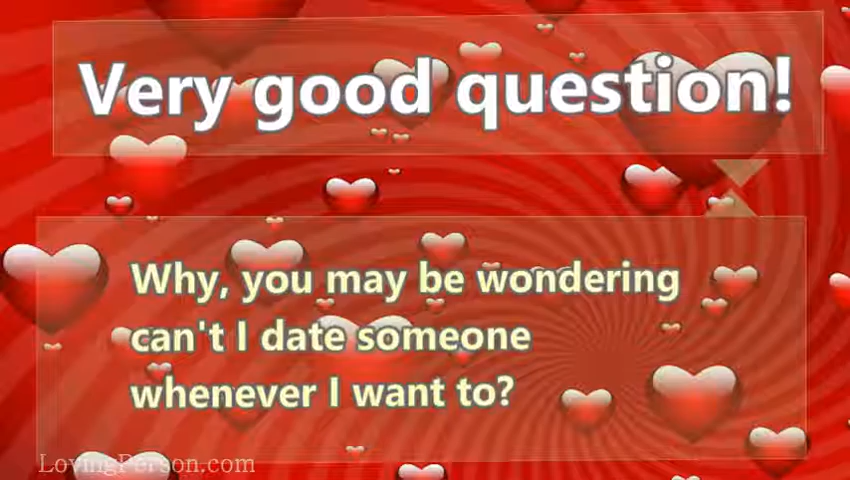 Very good question!
Why, you may be wondering
can't I date someone
whenever I want to?
LovingPerson.com